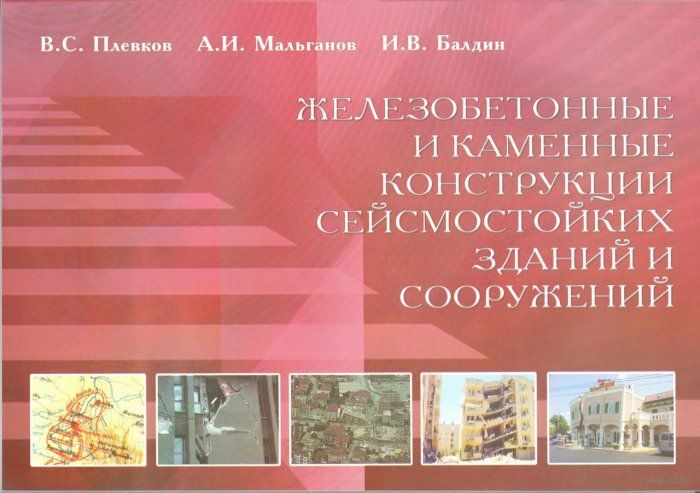 В.С. Плевков А.И. Мальганов И.В. Балдин
ЖЕЛЕЗОБЕТОННЫЕ
И КАМЕННЫЕ
КОНСТРУКЦИИ
СЕЙСМОСТОЙКИХ
ЗДАНИЙ И
СООРУЖЕНИЙ